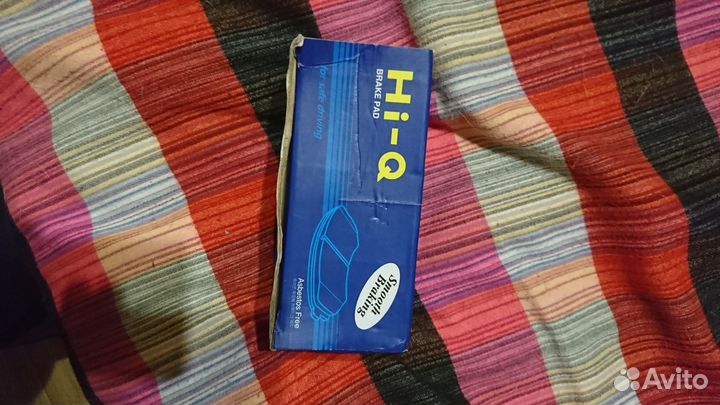 Hi-Q
BRAKE PAD
for safe driving
Smooth
Braking
Asbestos Free
Avito